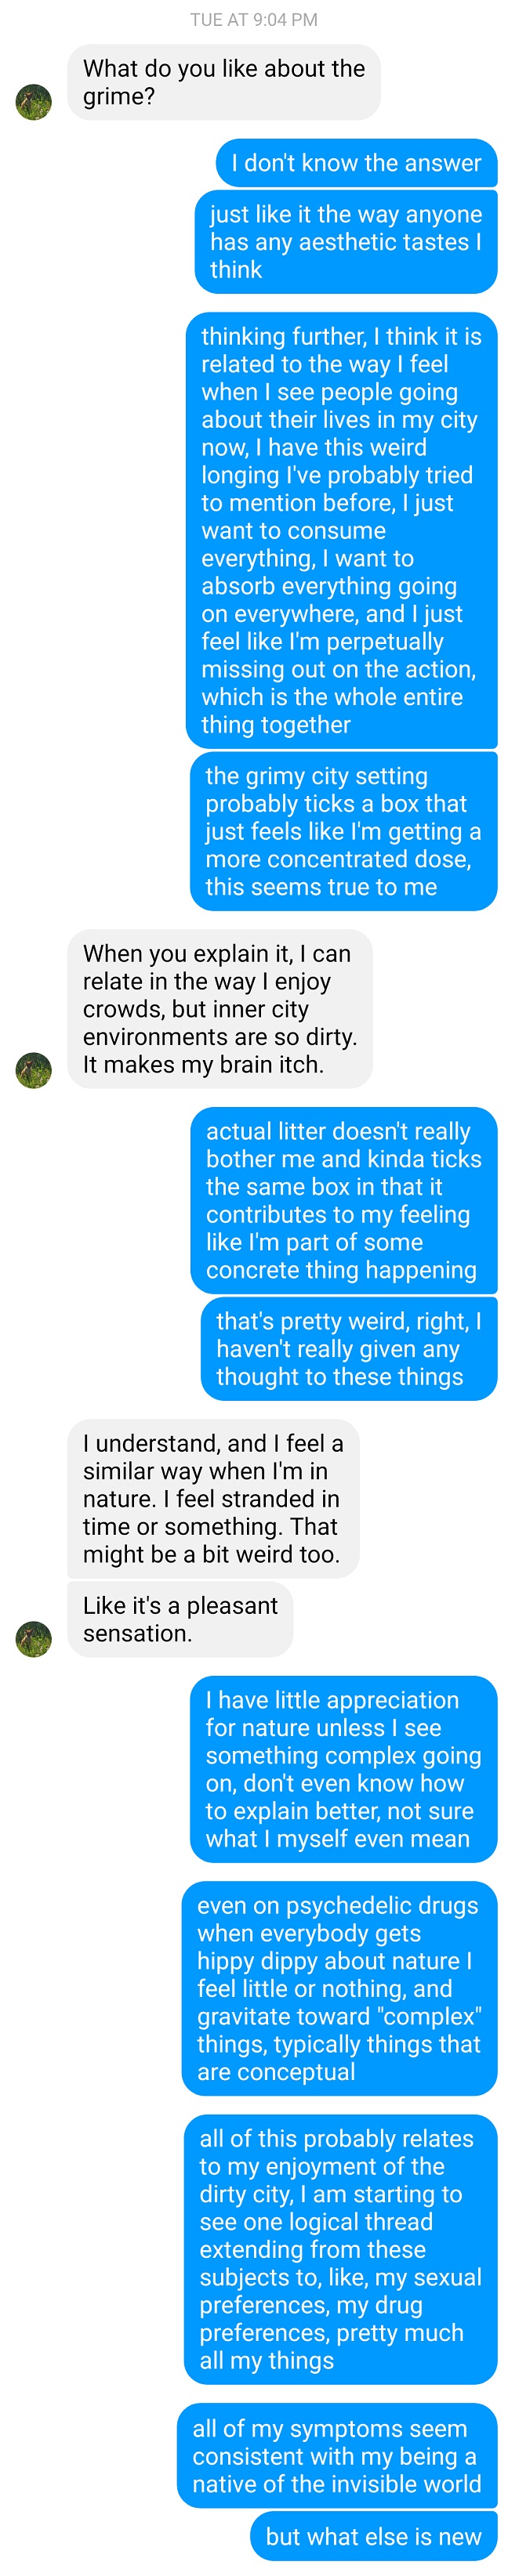 TUE AT 9:04 PM
What do you like about the
grime?
I don't know the answer
just like it the way anyone
has any aesthetic tastes I
think
thinking further, I think it is
related to the way I feel
when I see people going
about their lives in my city
now, I have this weird
longing I've probably tried
to mention before, I just
want to consume
everything, I want to
absorb everything going
on everywhere, and I just
feel like I'm perpetually
missing out on the action,
which is the whole entire
thing together
the grimy city setting
probably ticks a box that
just feels like I'm getting a
more concentrated dose,
this seems true to me
When you explain it, I can
relate in the way I enjoy
crowds, but inner city
environments are so dirty.
It makes my brain itch.
actual litter doesn't really
bother me and kinda ticks
the same box in that it
contributes to my feeling
like I'm part of some
concrete thing happening
that's pretty weird, right, I
haven't really given any
thought to these things
I understand, and I feel a
similar way when I'm in
nature. I feel stranded in
time or something. That
might be a bit weird too.
Like it's a pleasant
sensation.
I have little appreciation
for nature unless I see
something complex going
on, don't even know how
to explain better, not sure
what I myself even mean
even on psychedelic drugs
when everybody gets
hippy dippy about nature I
feel little or nothing, and
gravitate toward "complex"
things, typically things that
are conceptual
all of this probably relates
to my enjoyment of the
dirty city, I am starting to
see one logical thread
extending from these
subjects to, like, my sexual
preferences, my drug
preferences, pretty much
all my things
all of my symptoms seem
consistent with my being a
native of the invisible world
but what else is new